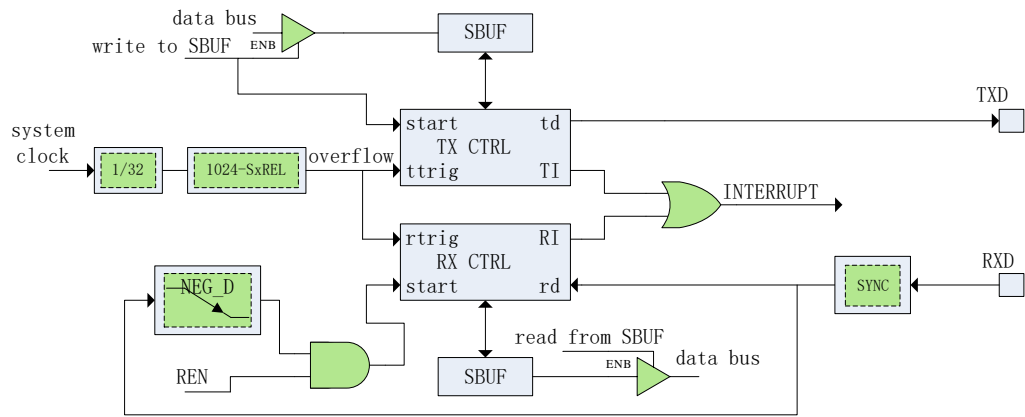 data bus
SBUF
ENB
write to SBUF
TXD
system
clock
start td
TX CTRL
ttrig TI
1/32
1024-SxREL
overflow
INTERRUPT
rtrig RI
RX CTRL
start rd
RXD
SYNC
NEG_D
REN
read from SBUF
ENB
data bus
SBUF